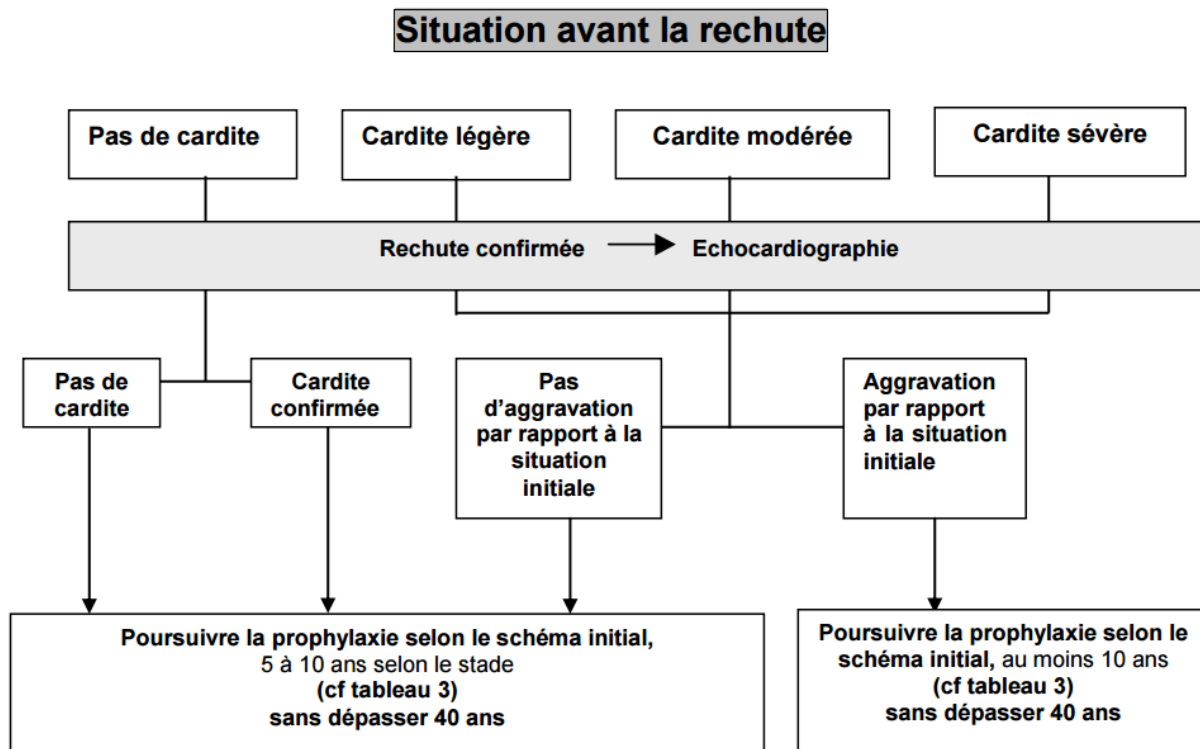 Situation avant la rechute
Pas de cardite
Cardite légère
Cardite modérée
Cardite sévère
Rechute confirmée
Echocardiographie
Pas de
cardite
Cardite
confirmée
Pas
d'aggravation
par rapport à la
situation
initiale
Aggravation
par rapport
à la situation
initiale
Poursuivre la prophylaxie selon le schéma initial,
5 à 10 ans selon le stade
(cf tableau 3)
sans dépasser 40 ans
Poursuivre la prophylaxie selon le
schéma initial, au moins 10 ans
(cf tableau 3)
sans dépasser 40 ans